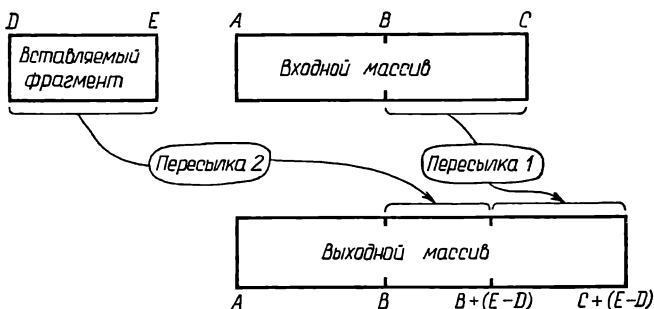 D E A B C
Вставляемый
фрагмент
Входной массив
Пересылка 2
Пересылка 1
Выходной массив
A B B+(E-D) C+(E-D)